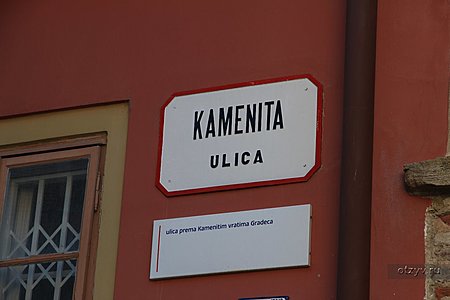 KAMENITA
ULICA
ulica prema Kamenitim vratima Gradeca
otzyv.ru